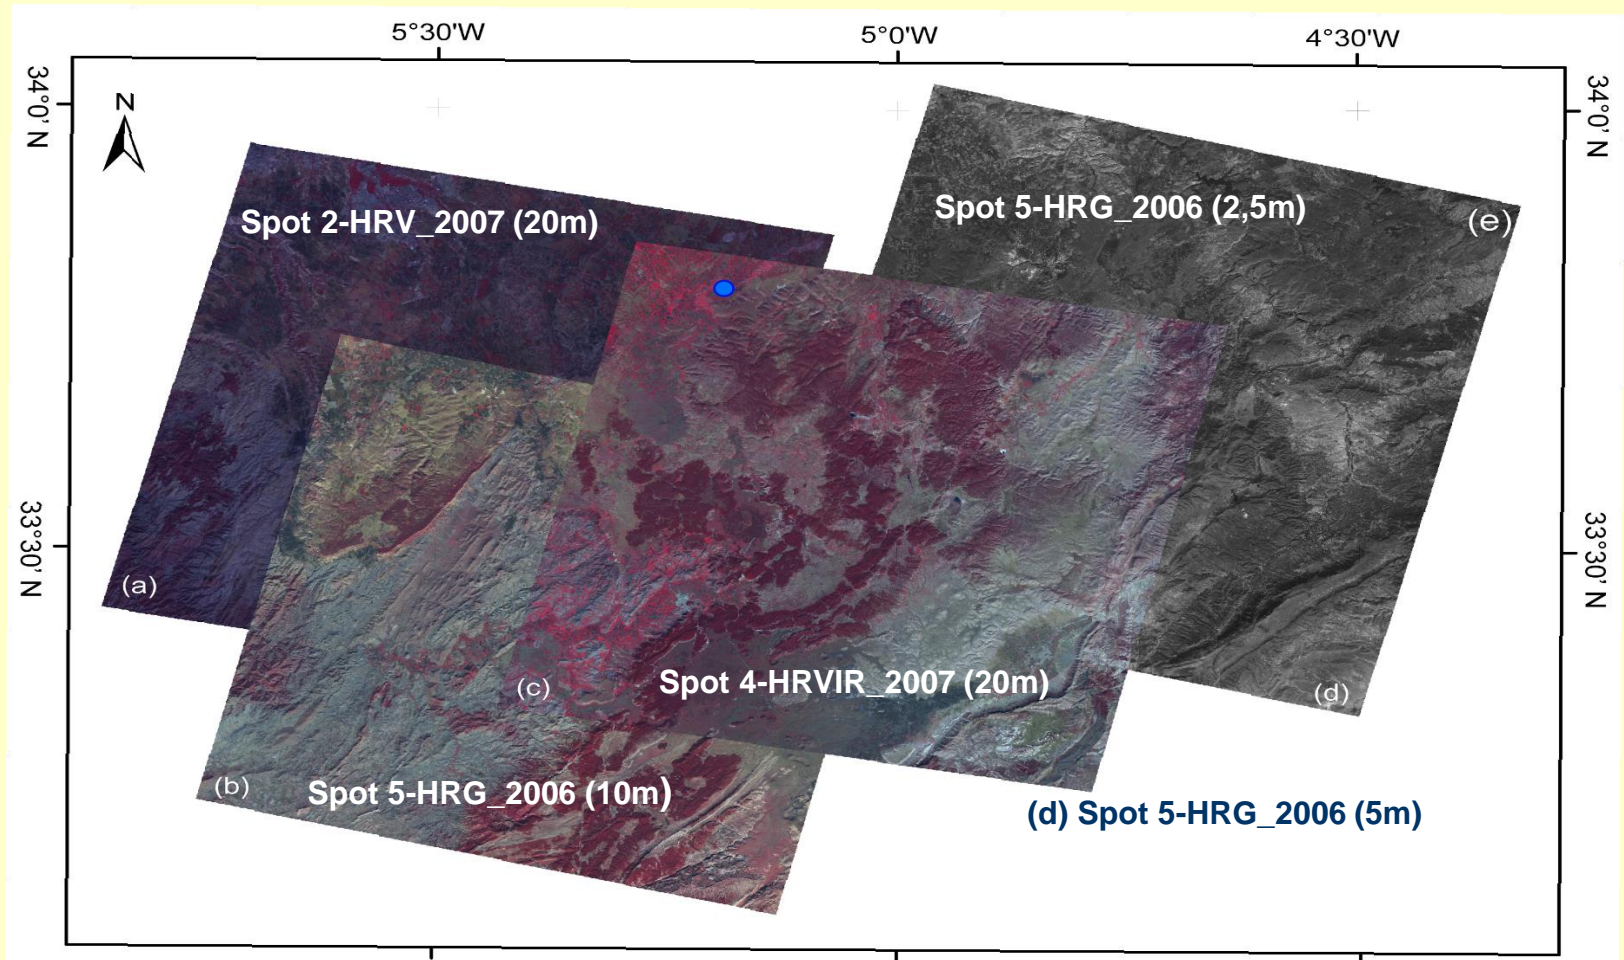 5°30'W
5°0'W
4°30'W
34°0' N
34°0' N
N
Spot 2-HRV_2007 (20m)
Spot 5-HRG_2006 (2,5m)
(e)
33°30' N
33°30' N
(a)
(c)
Spot 4-HRVIR_2007 (20m)
(d)
(b)
Spot 5-HRG_2006 (10m)
(d) Spot 5-HRG_2006 (5m)